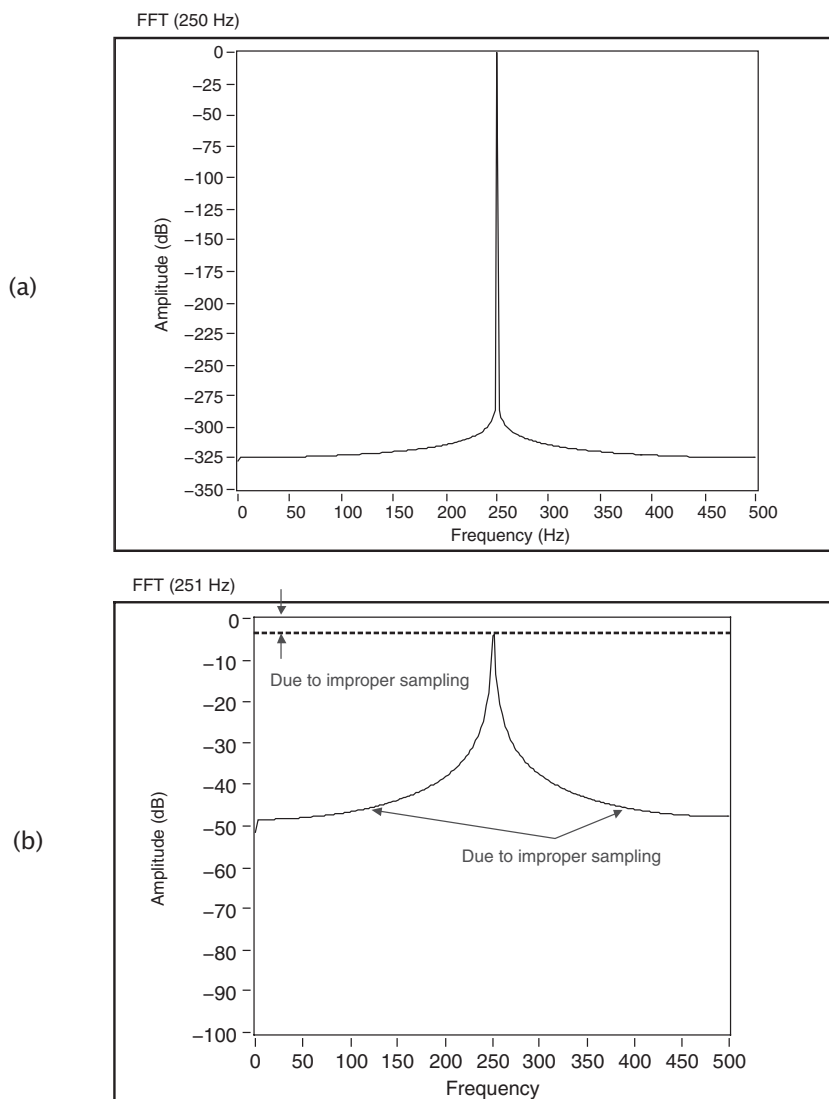 FFT (250 Hz)
0
−25
−50
−75
−100
−125
−150
−175
−200
−225
−250
−275
−300
−325
−350
Amplitude (dB)
(a)
0 50 100 150 200 250 300 350 400 450 500
Frequency (Hz)
FFT (251 Hz)
0
−10
−20
−30
−40
−50
−60
−70
−80
−90
−100
Amplitude (dB)
Due to improper sampling
Due to improper sampling
(b)
0 50 100 150 200 250 300 350 400 450 500
Frequency